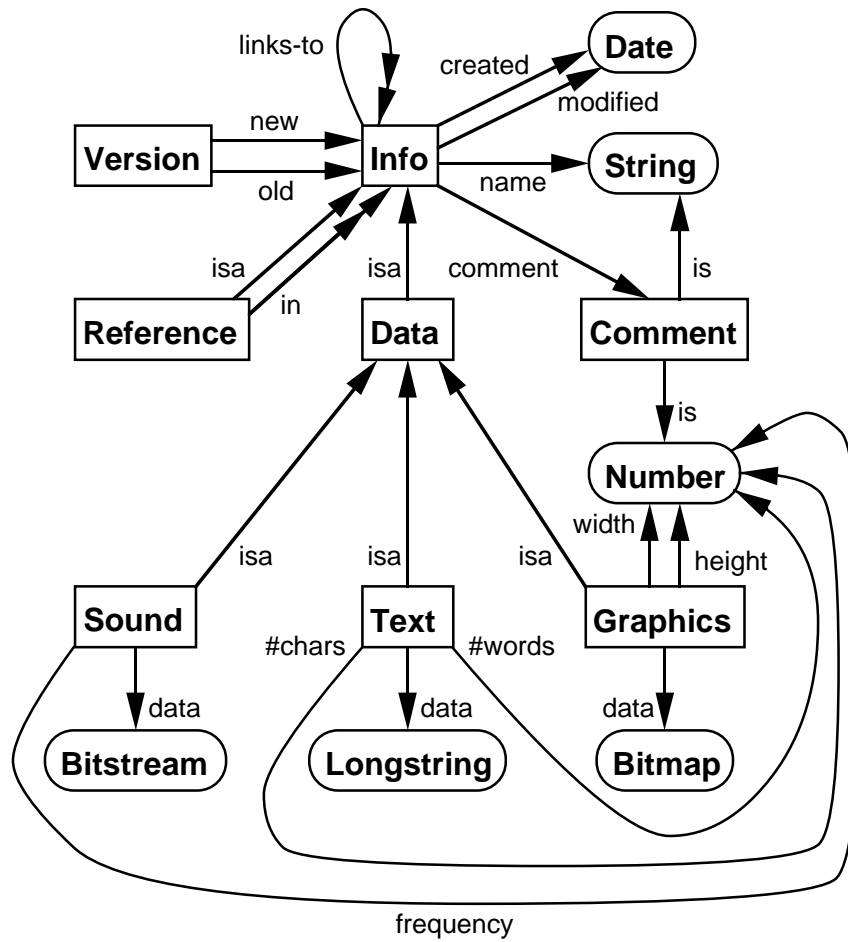 links-to
created
Date
modified
new
Version
Info
old
name
String
isa
in
isa
comment
is
Reference
Data
Comment
is
Number
width
height
isa
isa
isa
Sound
Text
Graphics
#chars
#words
data
data
data
Bitstream
Longstring
Bitmap
frequency